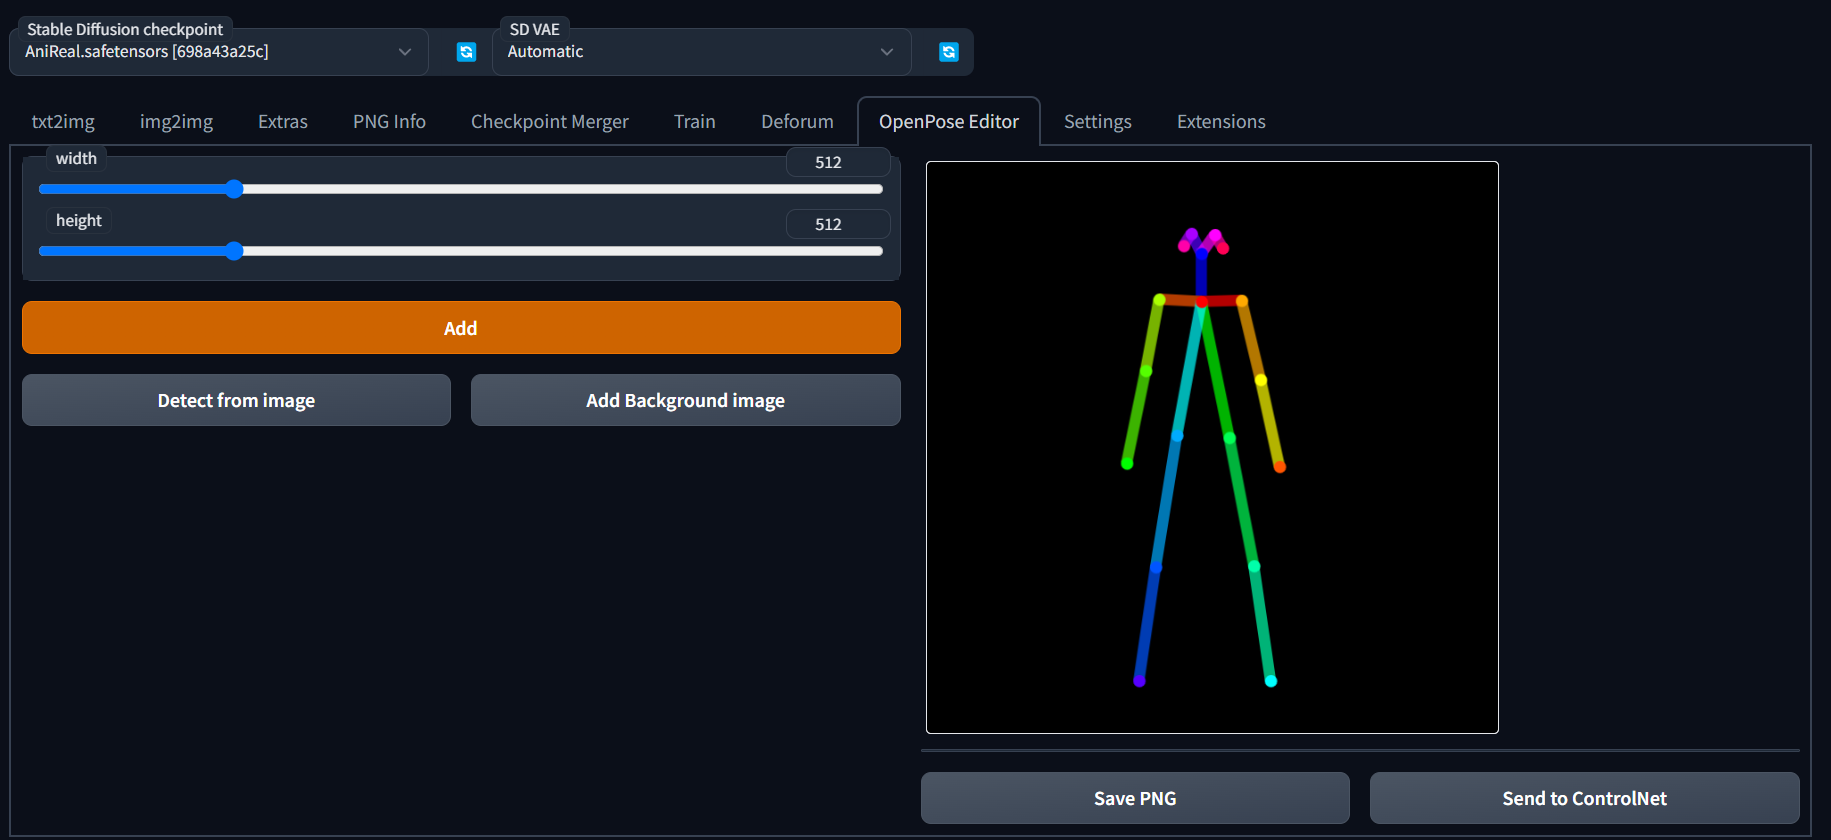 Stable Diffusion checkpoint
AniReal.safetensors [698a43a25c]
SD VAE
Automatic
txt2img
img2img
Extras
PNG Info
Checkpoint Merger
Train
Deforum
OpenPose Editor
Settings
Extensions
width
512
height
512
Add
Detect from image
Add Background image
Save PNG
Send to ControlNet